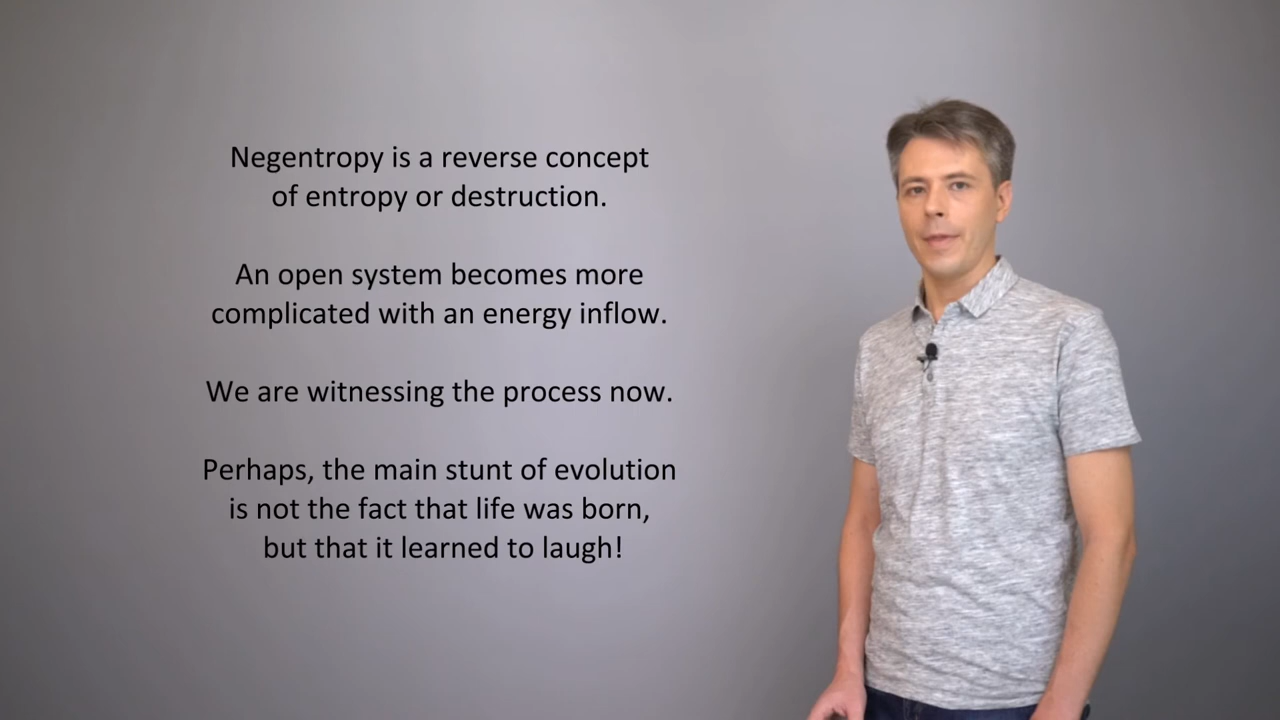 Negentropy is a reverse concept
of entropy or destruction.
An open system becomes more
complicated with an energy inflow.
We are witnessing the process now.
Perhaps, the main stunt of evolution
is not the fact that life was born,
but that it learned to laugh!